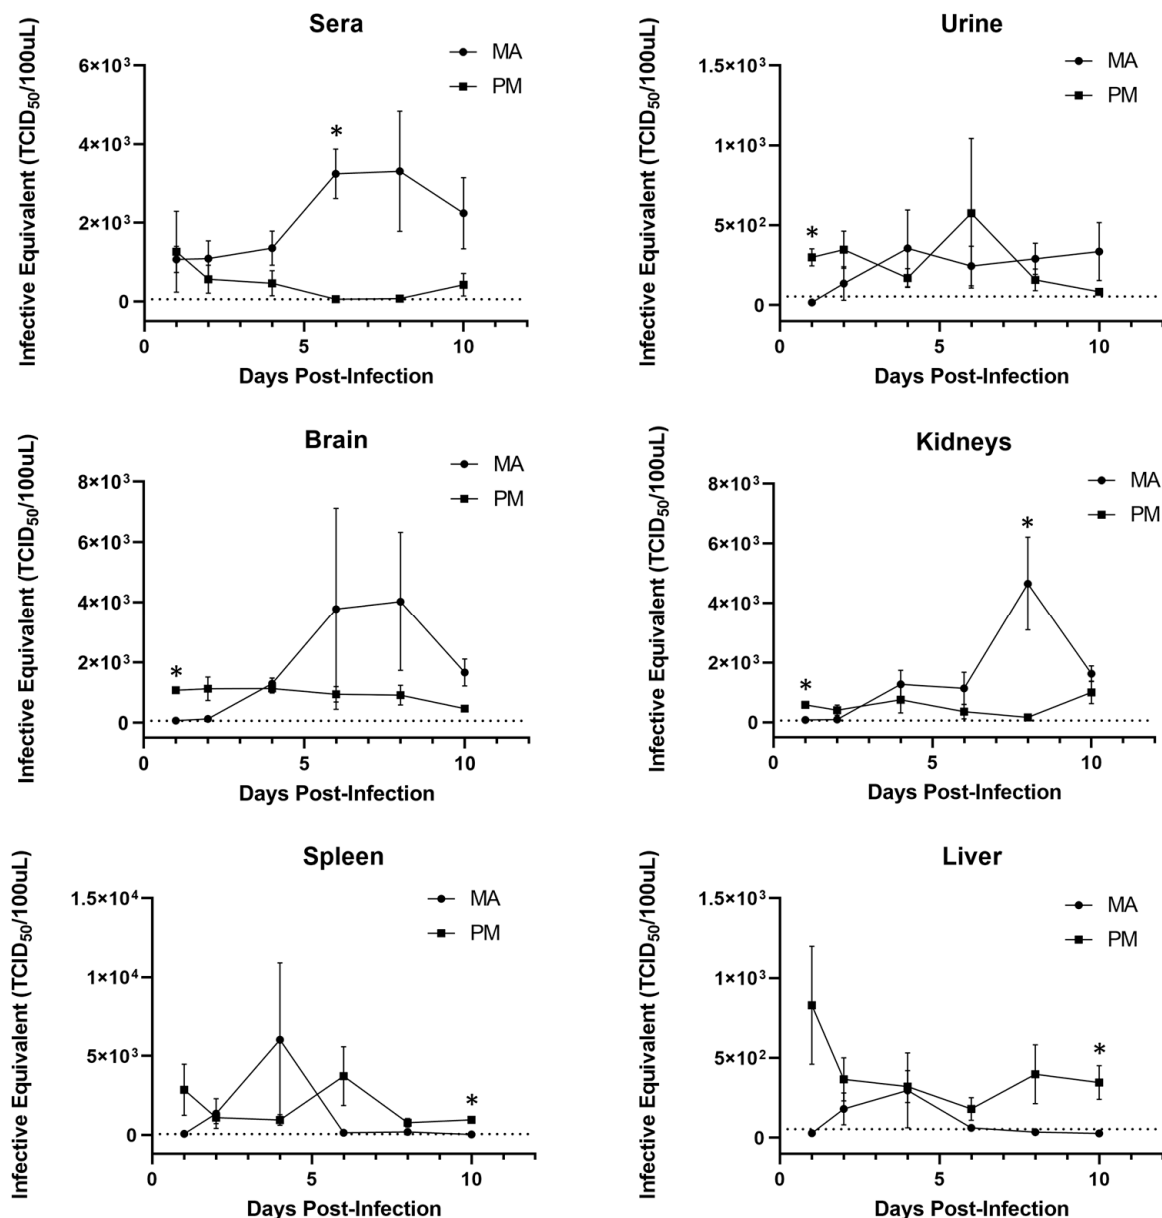 Sera
MA
PM
Infective Equivalent (TCID₅₀/100uL)
6×10³
4×10³
2×10³
0
*
0
5
10
Days Post-Infection
Urine
MA
PM
Infective Equivalent (TCID₅₀/100uL)
1.5×10³
1×10³
5×10²
0
*
0
5
10
Days Post-Infection
Brain
MA
PM
Infective Equivalent (TCID₅₀/100uL)
8×10³
6×10³
4×10³
2×10³
0
*
0
5
10
Days Post-Infection
Kidneys
MA
PM
Infective Equivalent (TCID₅₀/100uL)
8×10³
6×10³
4×10³
2×10³
0
*
*
0
5
10
Days Post-Infection
Spleen
MA
PM
Infective Equivalent (TCID₅₀/100uL)
1.5×10⁴
1×10⁴
5×10³
0
*
0
5
10
Days Post-Infection
Liver
MA
PM
Infective Equivalent (TCID₅₀/100uL)
1.5×10³
1×10³
5×10²
0
*
0
5
10
Days Post-Infection